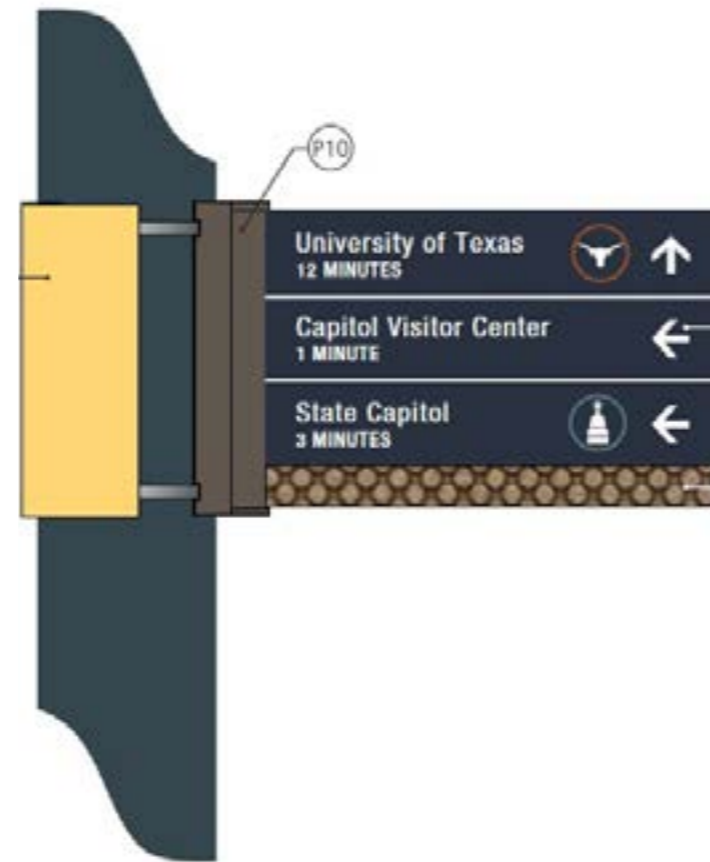 P10
University of Texas
12 MINUTES
Capitol Visitor Center
1 MINUTE
State Capitol
3 MINUTES